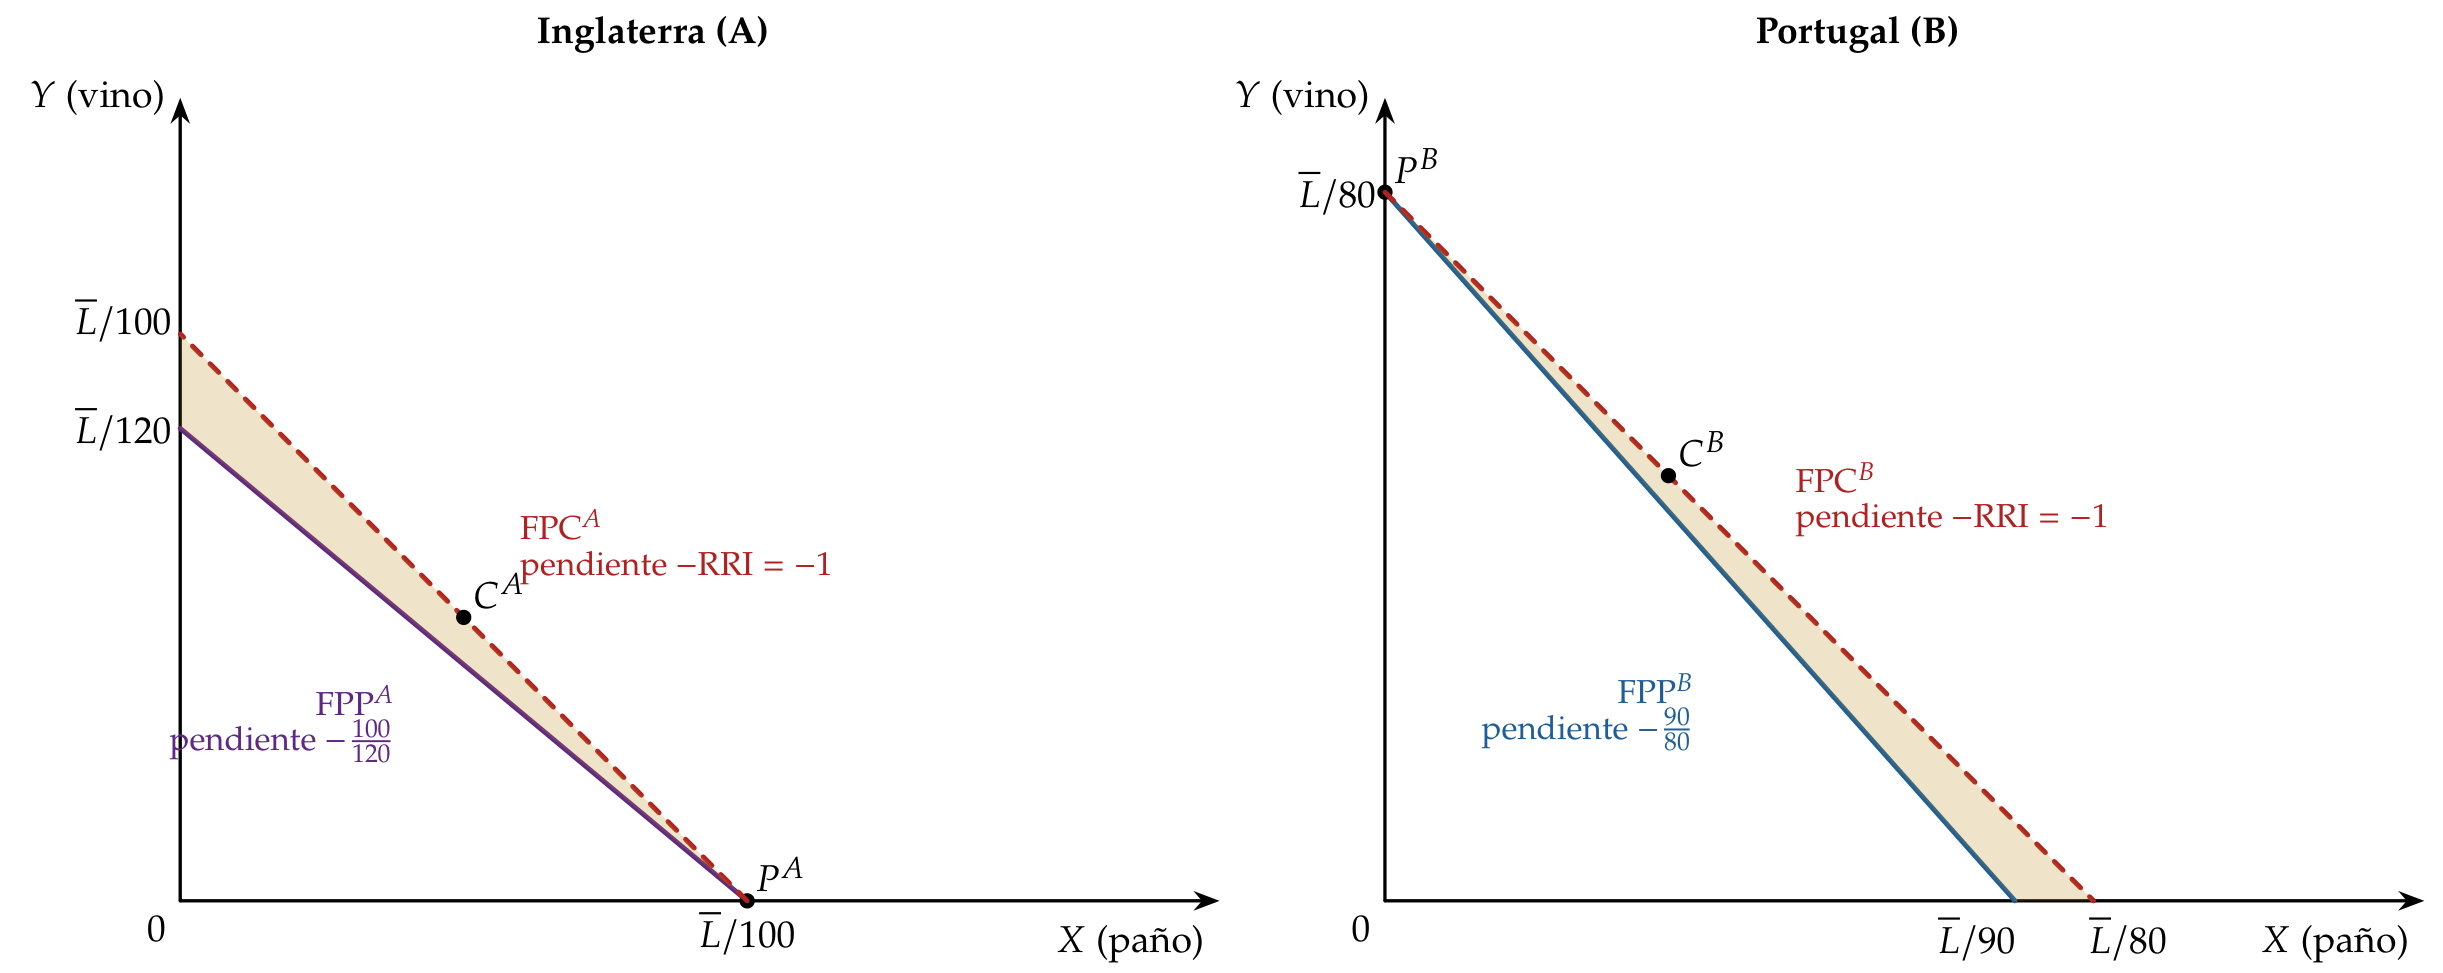 Inglaterra (A)
Y (vino)
L̅/100
L̅/120
FPC^A
pendiente −RRI = −1
C^A
FPP^A
pendiente −100/120
P^A
0
L̅/100
X (paño)
Portugal (B)
Y (vino)
P^B
L̅/80
C^B
FPC^B
pendiente −RRI = −1
FPP^B
pendiente −90/80
0
L̅/90
L̅/80
X (paño)